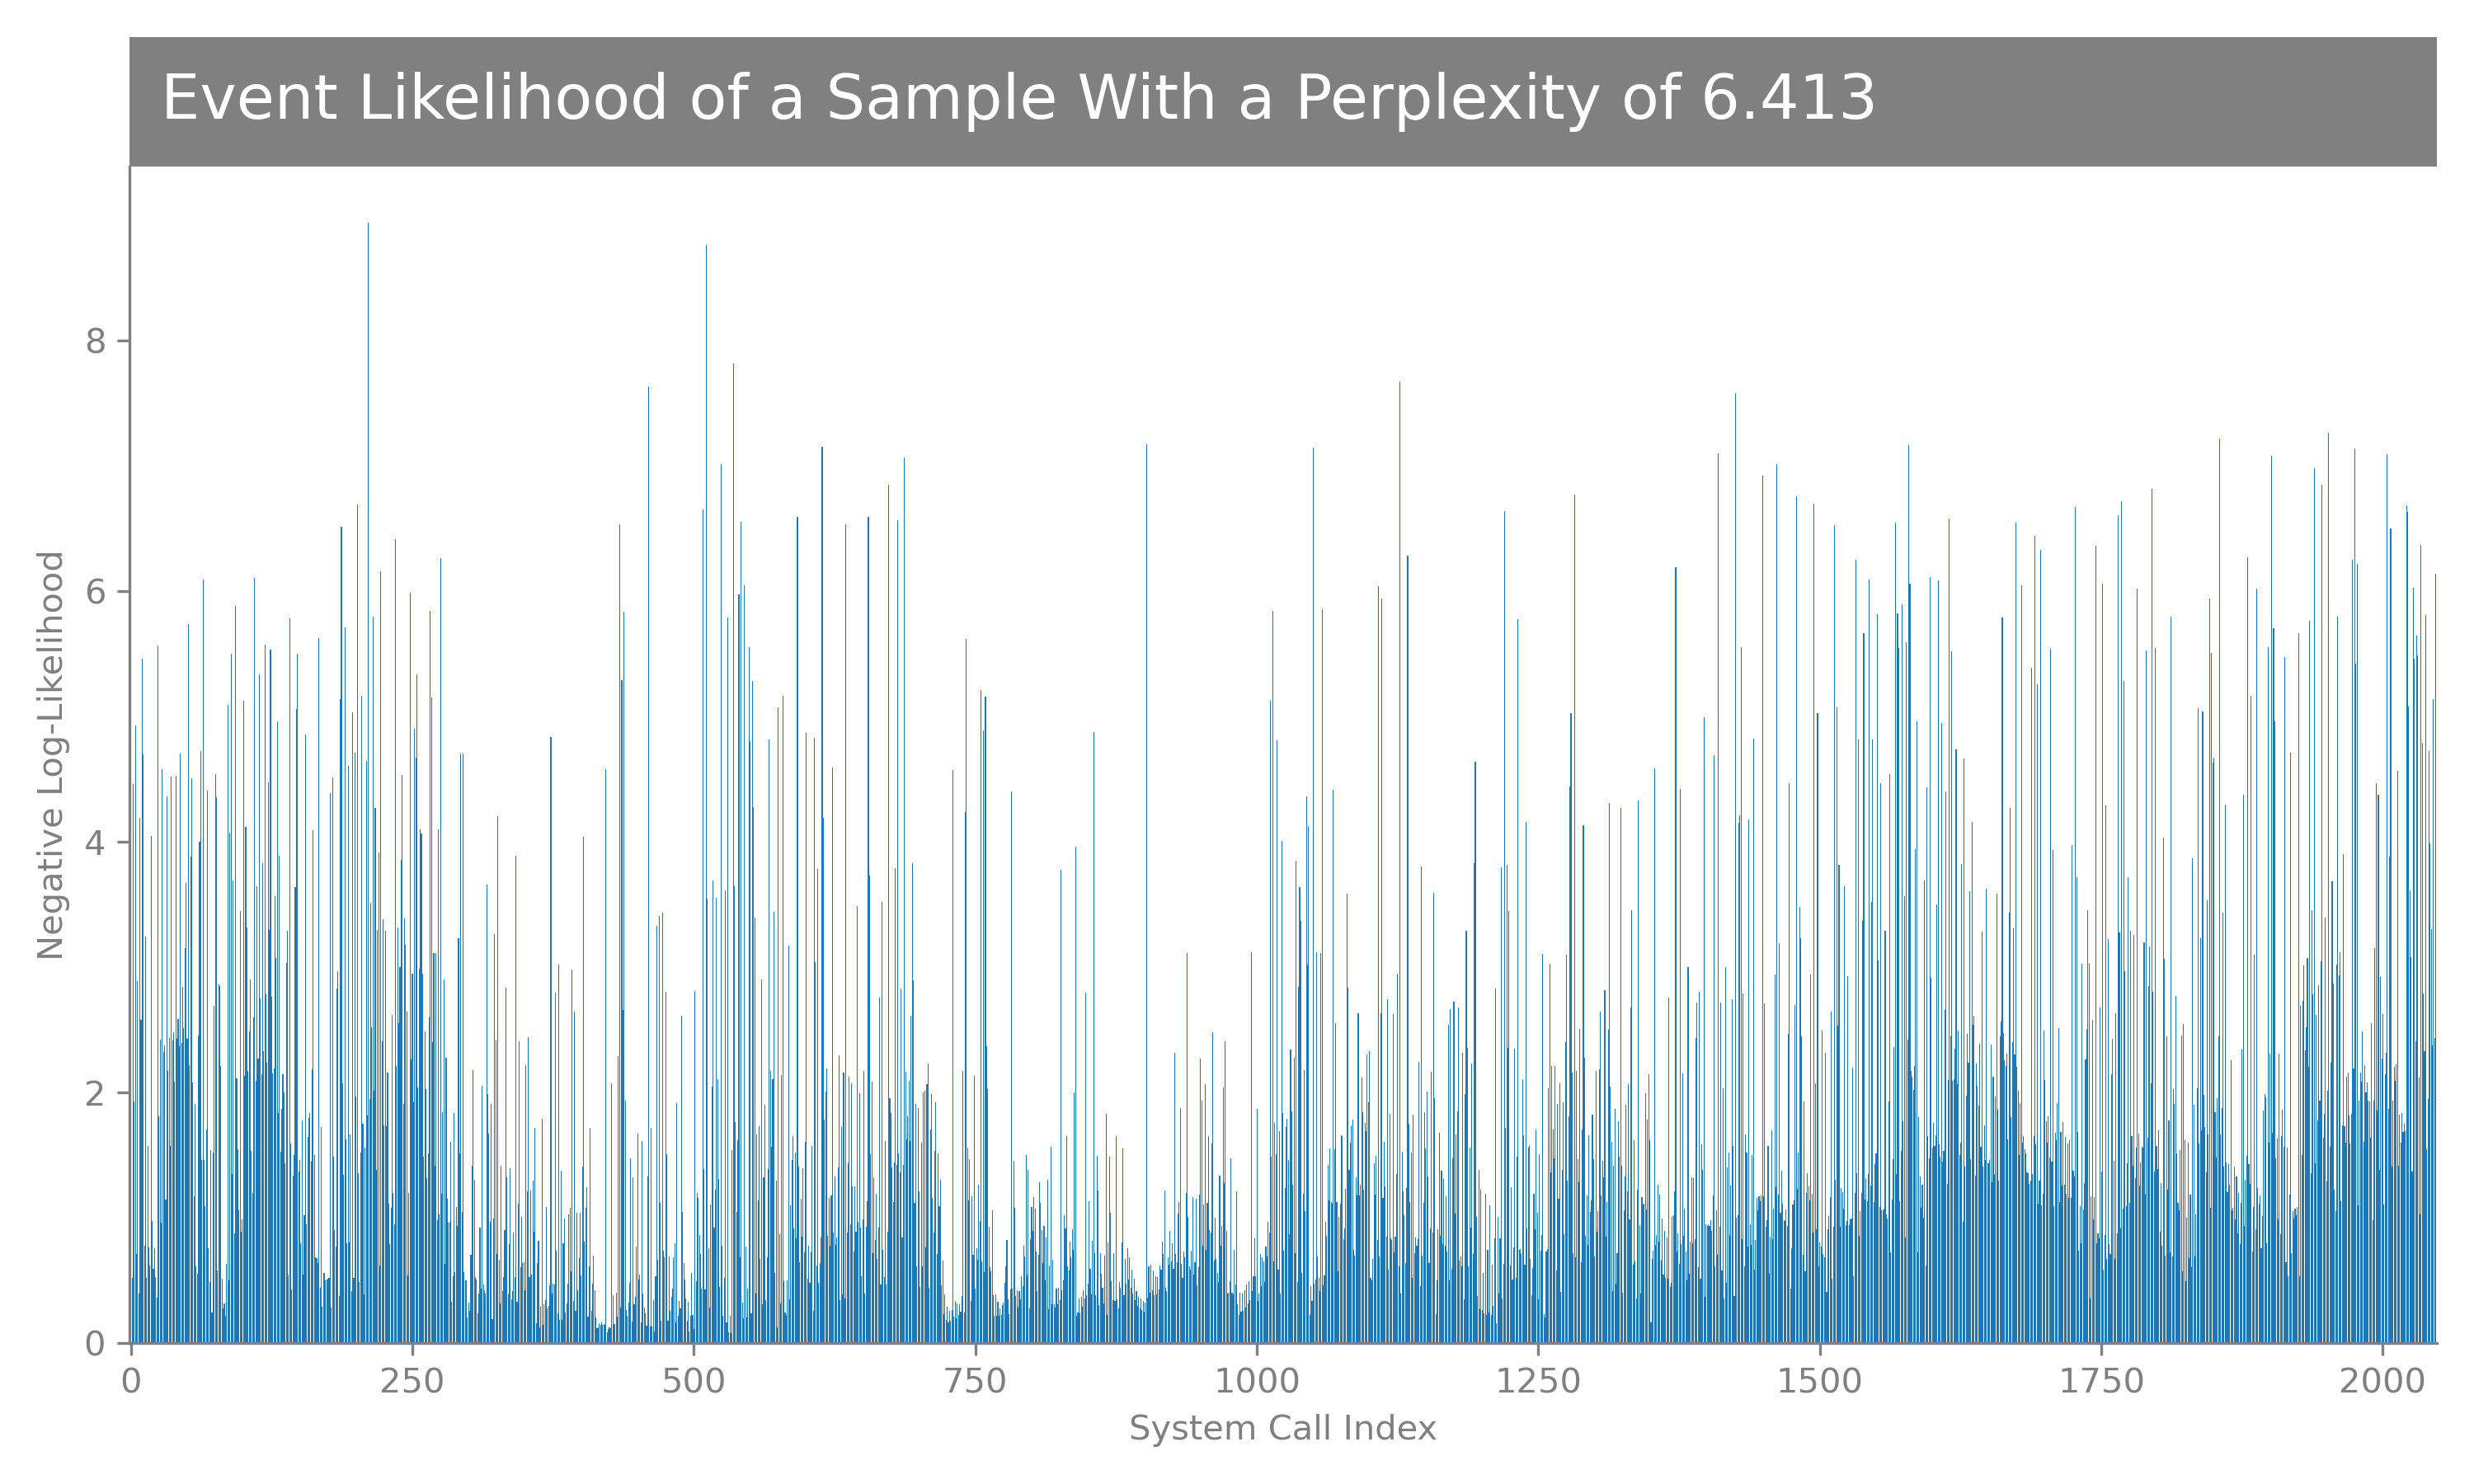 Event Likelihood of a Sample With a Perplexity of 6.413
Negative Log-Likelihood
8
6
4
2
0
0 250 500 750 1000 1250 1500 1750 2000
System Call Index